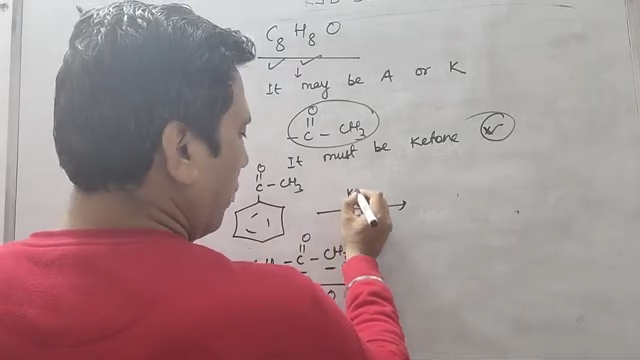 C8 H8 O
It may be A or K
O
— C — CH3
It must be Ketone
O
C — CH3
O
— C — CH3